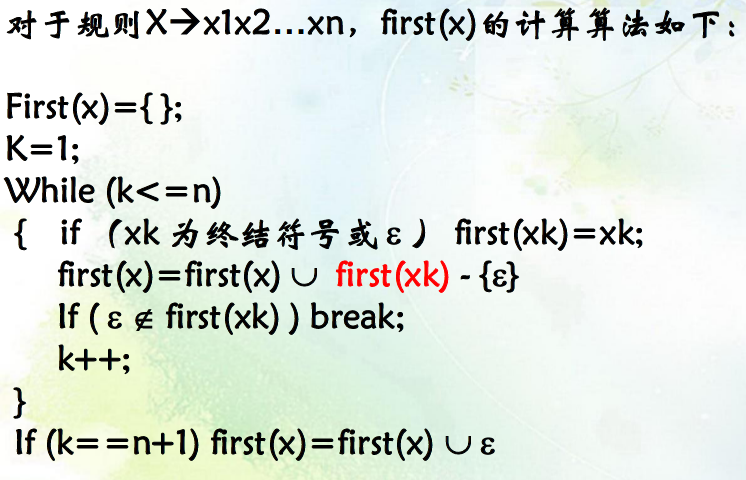 对于规则X→x1x2...xn，first(x)的计算算法如下：
First(x)={ };
K=1;
While (k<=n)
{ if （xk 为终结符号或ε） first(xk)=xk;
first(x)=first(x) ∪ first(xk) - {ε}
If ( ε ∉ first(xk) ) break;
k++;
}
If (k==n+1) first(x)=first(x) ∪ ε